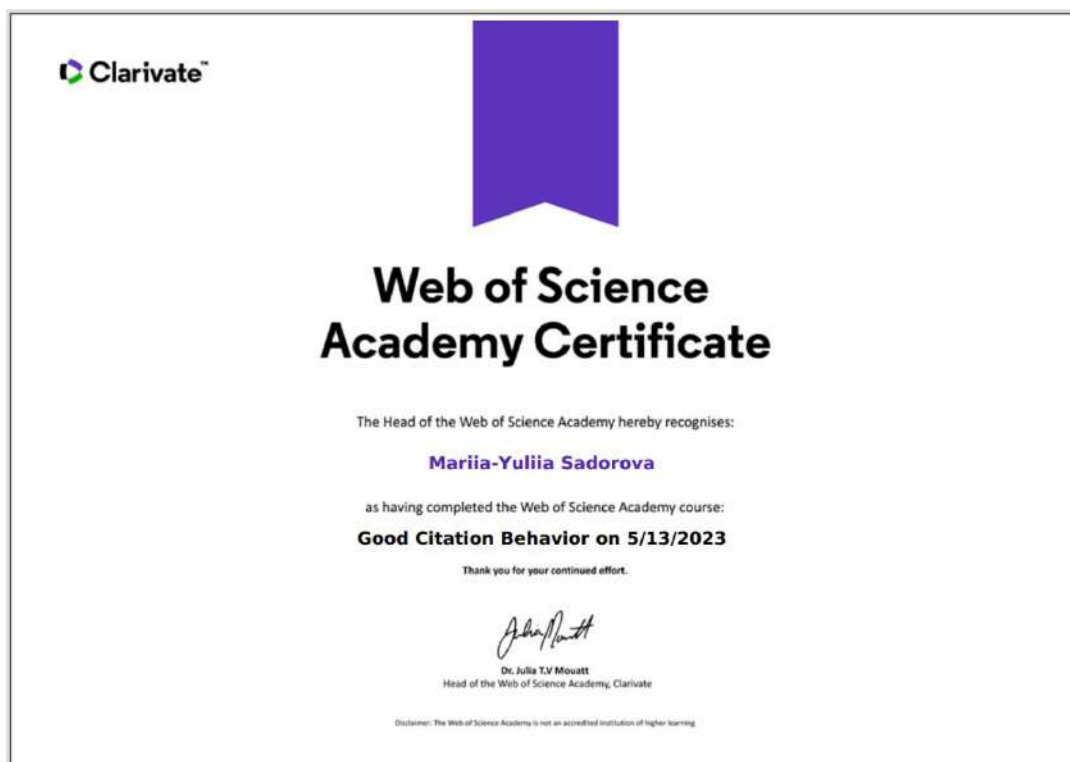 Clarivate™
Web of Science
Academy Certificate
The Head of the Web of Science Academy hereby recognises:
Mariia-Yuliia Sadorova
as having completed the Web of Science Academy course:
Good Citation Behavior on 5/13/2023
Thank you for your continued effort.
Julia Mouatt
Dr. Julia T.V Mouatt
Head of the Web of Science Academy, Clarivate
Disclaimer: The Web of Science Academy is not an accredited institution of higher learning